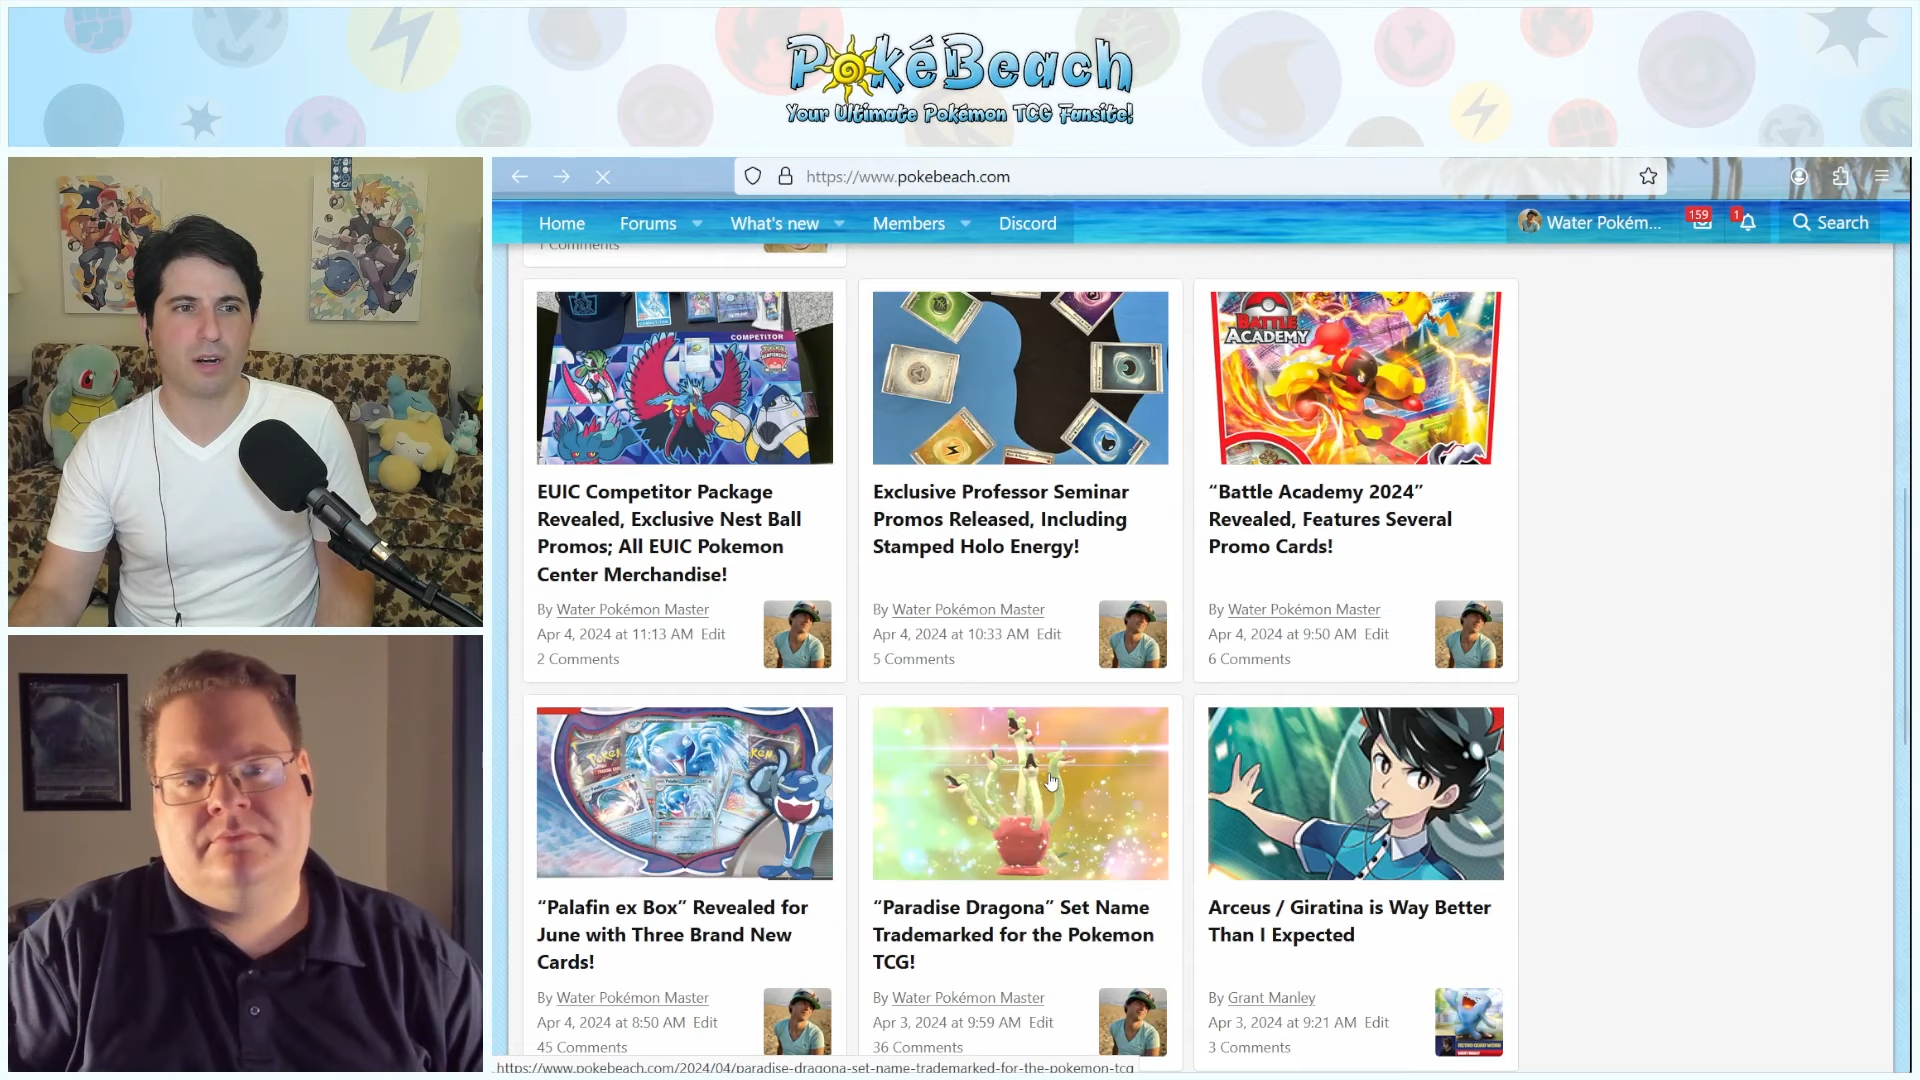 PokéBeach
Your Ultimate Pokémon TCG Fansite!
https://www.pokebeach.com
Home
Forums
What's new
Members
Discord
Water Pokém...
159
1
Search
1 Comments
COMPETITOR
BATTLE
ACADEMY
EUIC Competitor Package
Revealed, Exclusive Nest Ball
Promos; All EUIC Pokemon
Center Merchandise!
By Water Pokémon Master
Apr 4, 2024 at 11:13 AM Edit
2 Comments
Exclusive Professor Seminar
Promos Released, Including
Stamped Holo Energy!
By Water Pokémon Master
Apr 4, 2024 at 10:33 AM Edit
5 Comments
“Battle Academy 2024”
Revealed, Features Several
Promo Cards!
By Water Pokémon Master
Apr 4, 2024 at 9:50 AM Edit
6 Comments
“Palafin ex Box” Revealed for
June with Three Brand New
Cards!
By Water Pokémon Master
Apr 4, 2024 at 8:50 AM Edit
45 Comments
“Paradise Dragona” Set Name
Trademarked for the Pokemon
TCG!
By Water Pokémon Master
Apr 3, 2024 at 9:59 AM Edit
36 Comments
Arceus / Giratina is Way Better
Than I Expected
By Grant Manley
Apr 3, 2024 at 9:21 AM Edit
3 Comments
https://www.pokebeach.com/2024/04/paradise-dragona-set-name-trademarked-for-the-pokemon-tcg